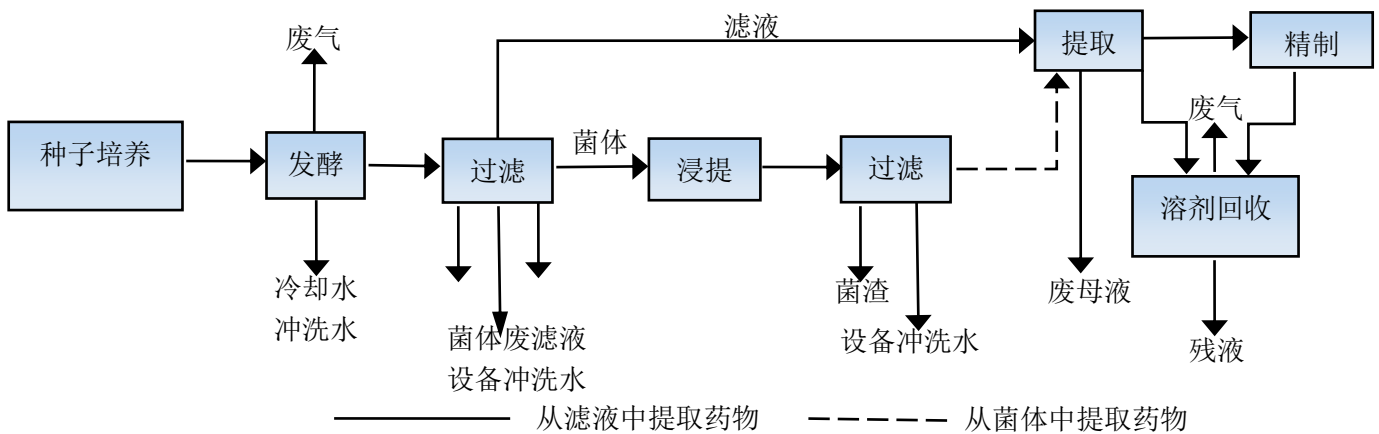 滤液
提取
精制
废气
废气
种子培养
发酵
过滤
菌体
浸提
过滤
溶剂回收
冷却水
冲洗水
菌体废滤液
设备冲洗水
菌渣
设备冲洗水
废母液
残液
从滤液中提取药物
从菌体中提取药物